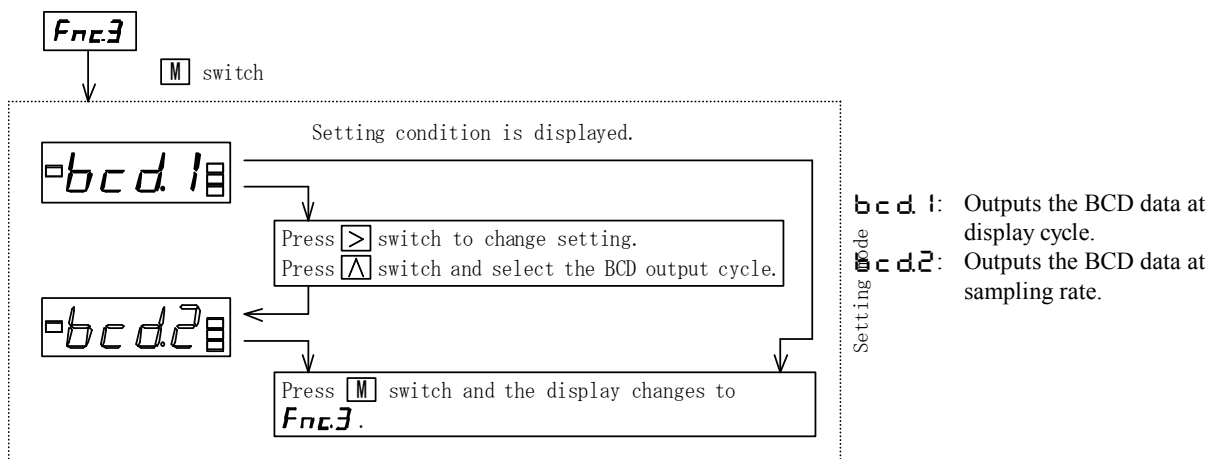 Fnc.3
M switch
Setting condition is displayed.
bcd.1
Press > switch to change setting.
Press Λ switch and select the BCD output cycle.
bcd.2
Press M switch and the display changes to
Fnc.3 .
Setting mode
bcd.1: Outputs the BCD data at
display cycle.
bcd.2: Outputs the BCD data at
sampling rate.